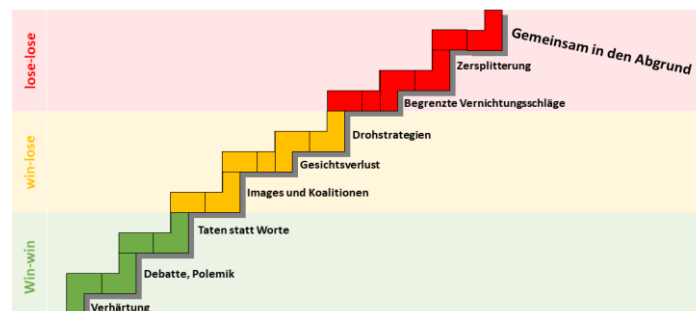 lose-lose
Gemeinsam in den Abgrund
Zersplitterung
Begrenzte Vernichtungsschläge
win-lose
Drohstrategien
Gesichtsverlust
Images und Koalitionen
Win-win
Taten statt Worte
Debatte, Polemik
Verhärtung